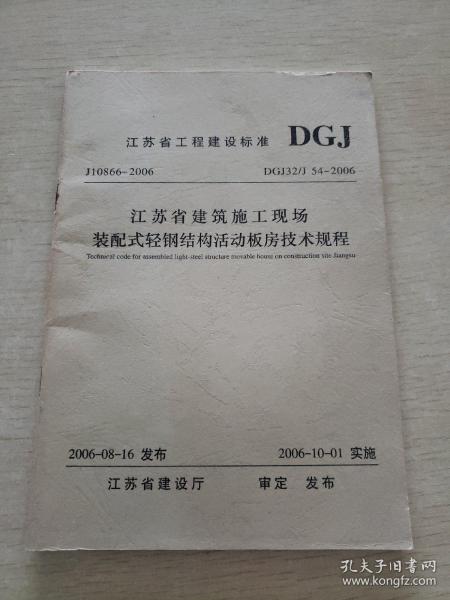 江苏省工程建设标准 DGJ
J10866-2006 DGJ32/J 54-2006
江苏省建筑施工现场
装配式轻钢结构活动板房技术规程
Technical code for assembled light-steel structure movable house on construction site Jiangsu
2006-08-16 发布 2006-10-01 实施
江苏省建设厅 审定 发布
孔夫子旧书网
www.kongfz.com